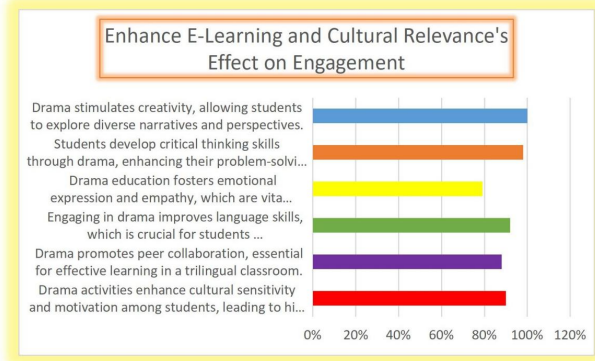 Enhance E-Learning and Cultural Relevance's
Effect on Engagement
Drama stimulates creativity, allowing students
to explore diverse narratives and perspectives.
Students develop critical thinking skills
through drama, enhancing their problem-solvi...
Drama education fosters emotional
expression and empathy, which are vita...
Engaging in drama improves language skills,
which is crucial for students ...
Drama promotes peer collaboration, essential
for effective learning in a trilingual classroom.
Drama activities enhance cultural sensitivity
and motivation among students, leading to hi...
0% 20% 40% 60% 80% 100% 120%